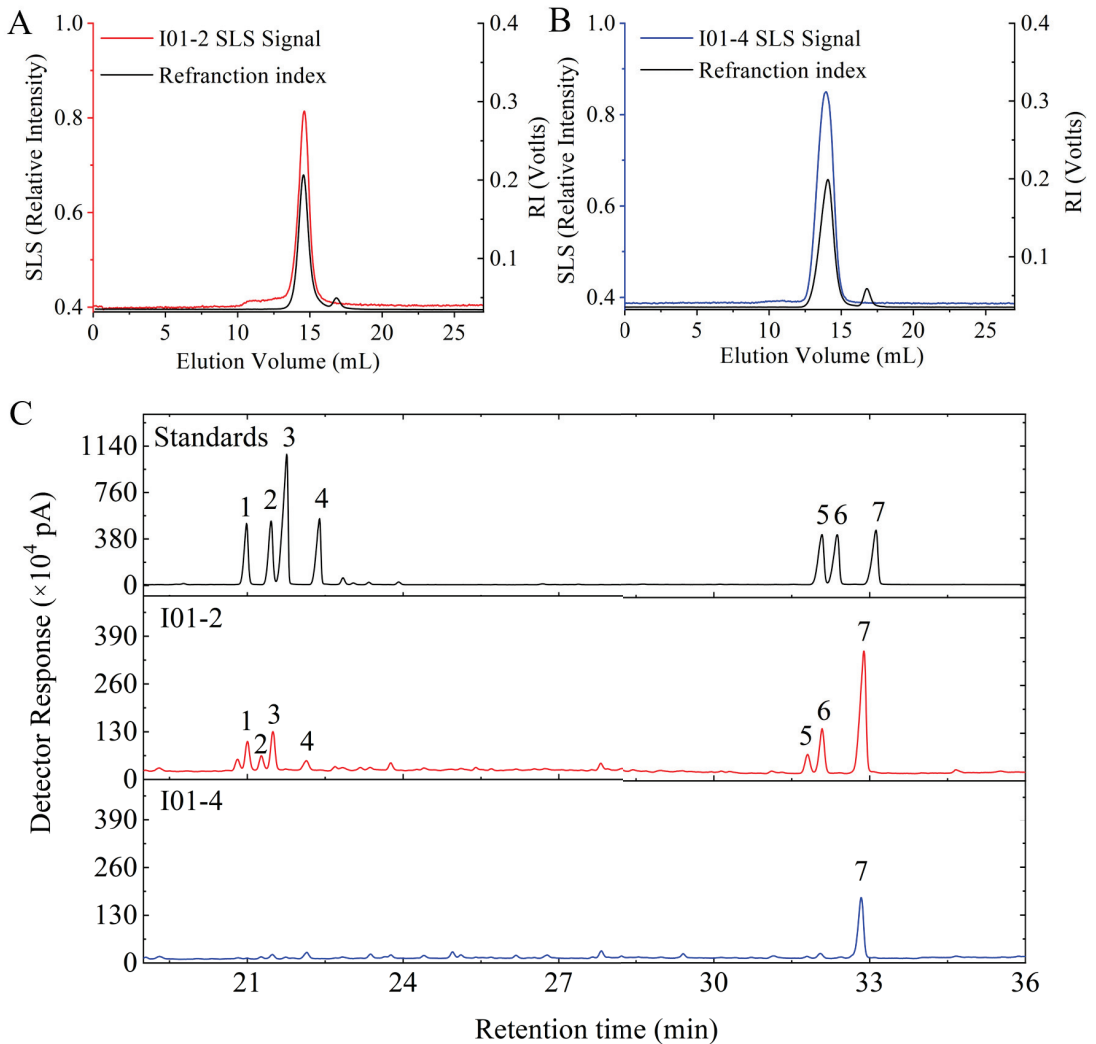 A
I01-2 SLS Signal
Refranction index
SLS (Relative Intensity)
1.0
0.8
0.6
0.4
RI (Votlts)
0.4
0.3
0.2
0.1
0 5 10 15 20 25
Elution Volume (mL)
B
I01-4 SLS Signal
Refranction index
SLS (Relative Intensity)
1.0
0.8
0.6
0.4
RI (Votlts)
0.4
0.3
0.2
0.1
0 5 10 15 20 25
Elution Volume (mL)
C
Detector Response (×10⁴ pA)
Standards
1140
760
380
0
1 2 3 4 5 6 7
I01-2
390
260
130
0
1 2 3 4 5 6 7
I01-4
390
260
130
0
7
21 24 27 30 33 36
Retention time (min)